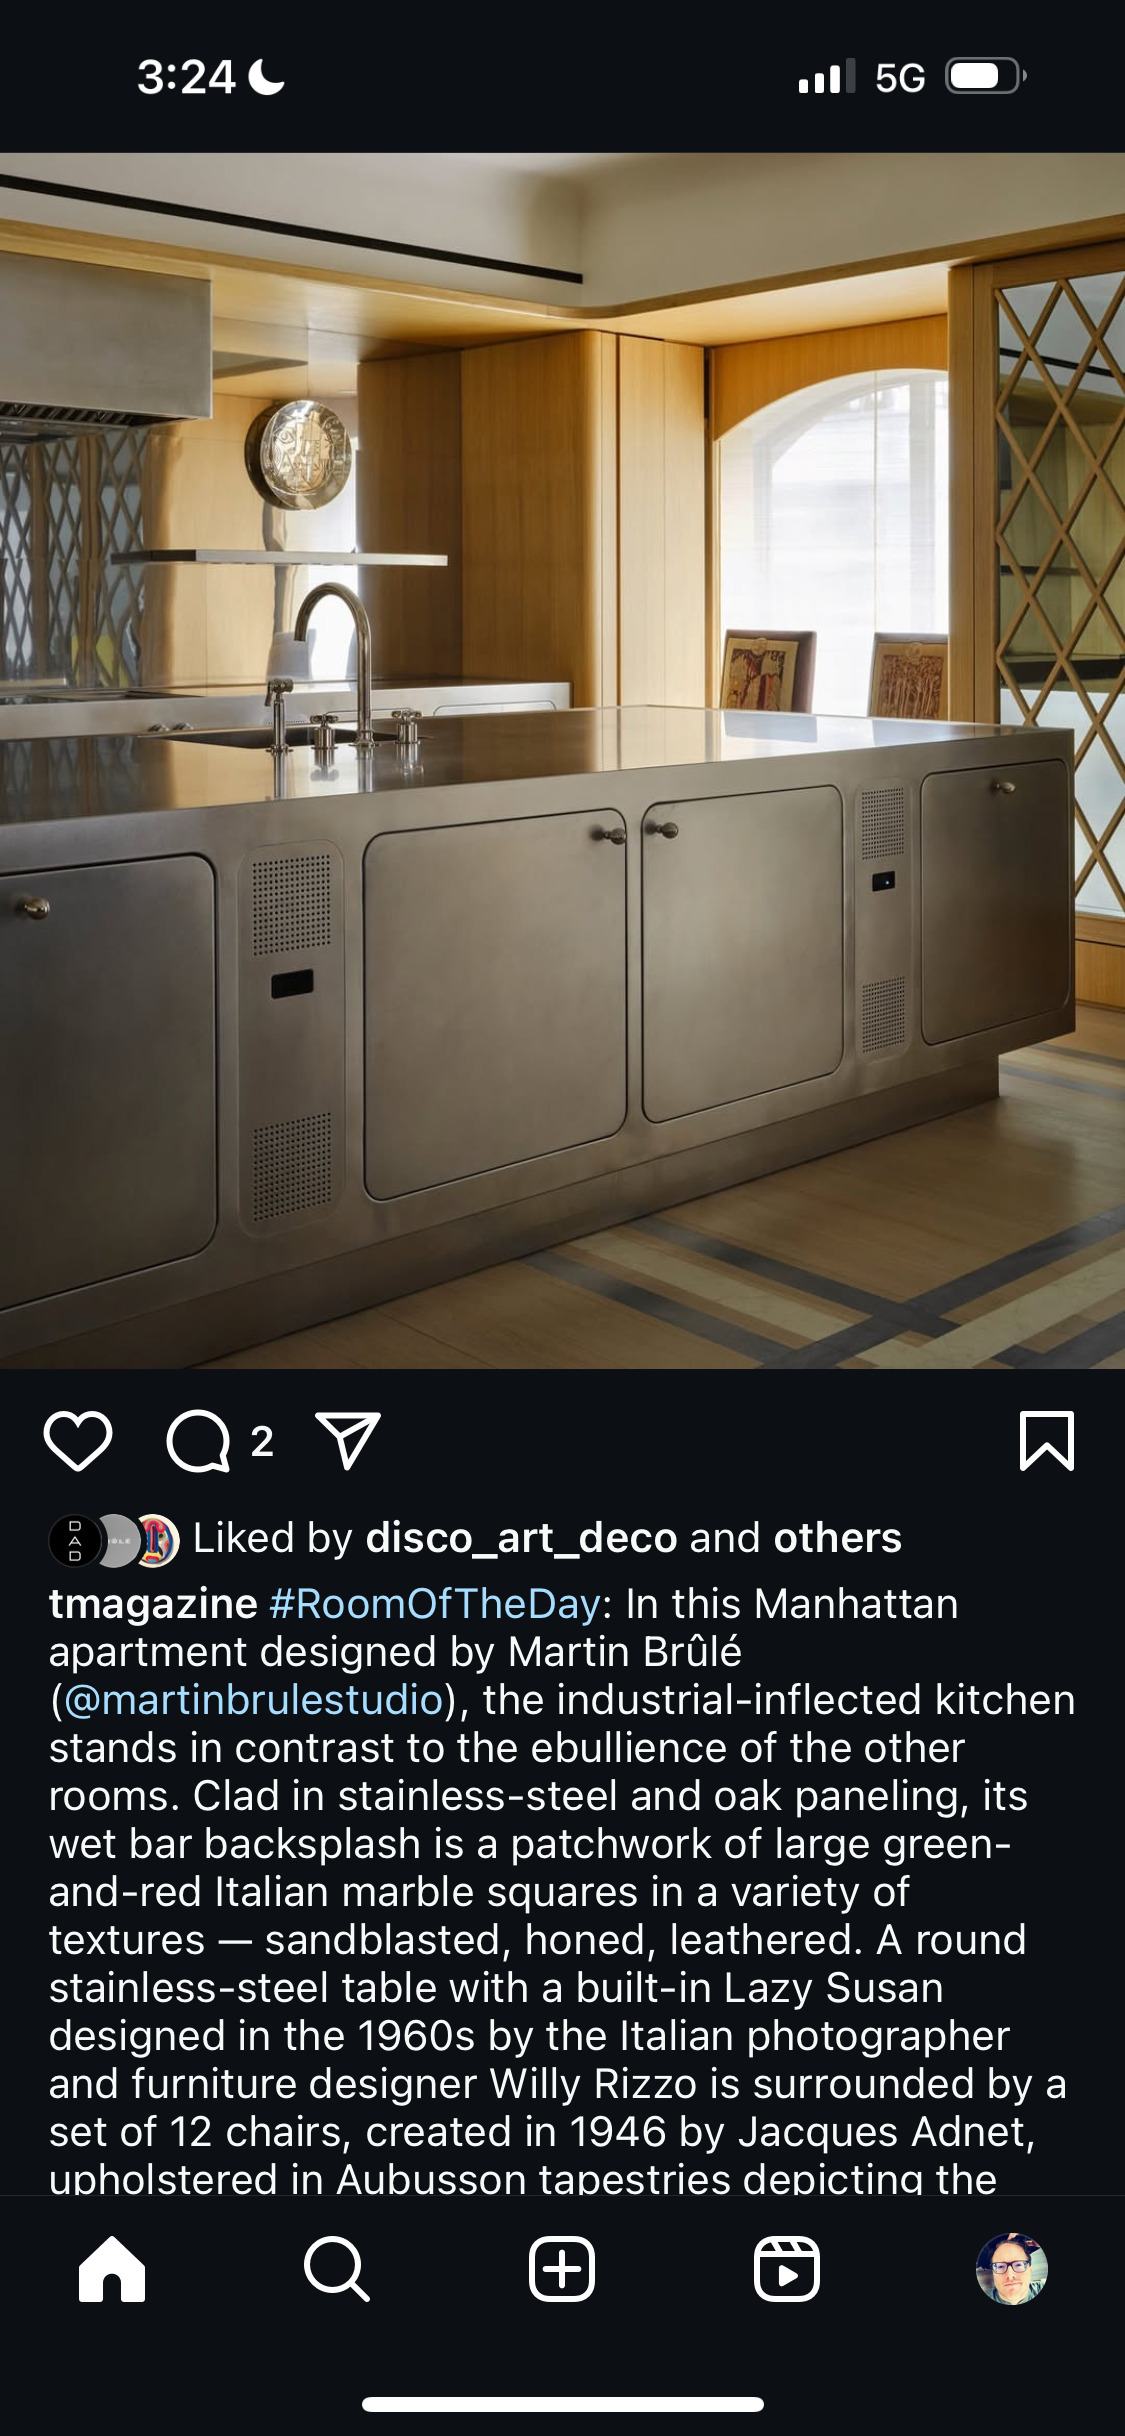 3:24
5G
2
DAD
Liked by disco_art_deco and others
tmagazine #RoomOfTheDay: In this Manhattan
apartment designed by Martin Brûlé
(@martinbrulestudio), the industrial-inflected kitchen
stands in contrast to the ebullience of the other
rooms. Clad in stainless-steel and oak paneling, its
wet bar backsplash is a patchwork of large green-
and-red Italian marble squares in a variety of
textures — sandblasted, honed, leathered. A round
stainless-steel table with a built-in Lazy Susan
designed in the 1960s by the Italian photographer
and furniture designer Willy Rizzo is surrounded by a
set of 12 chairs, created in 1946 by Jacques Adnet,
upholstered in Aubusson tapestries depicting the